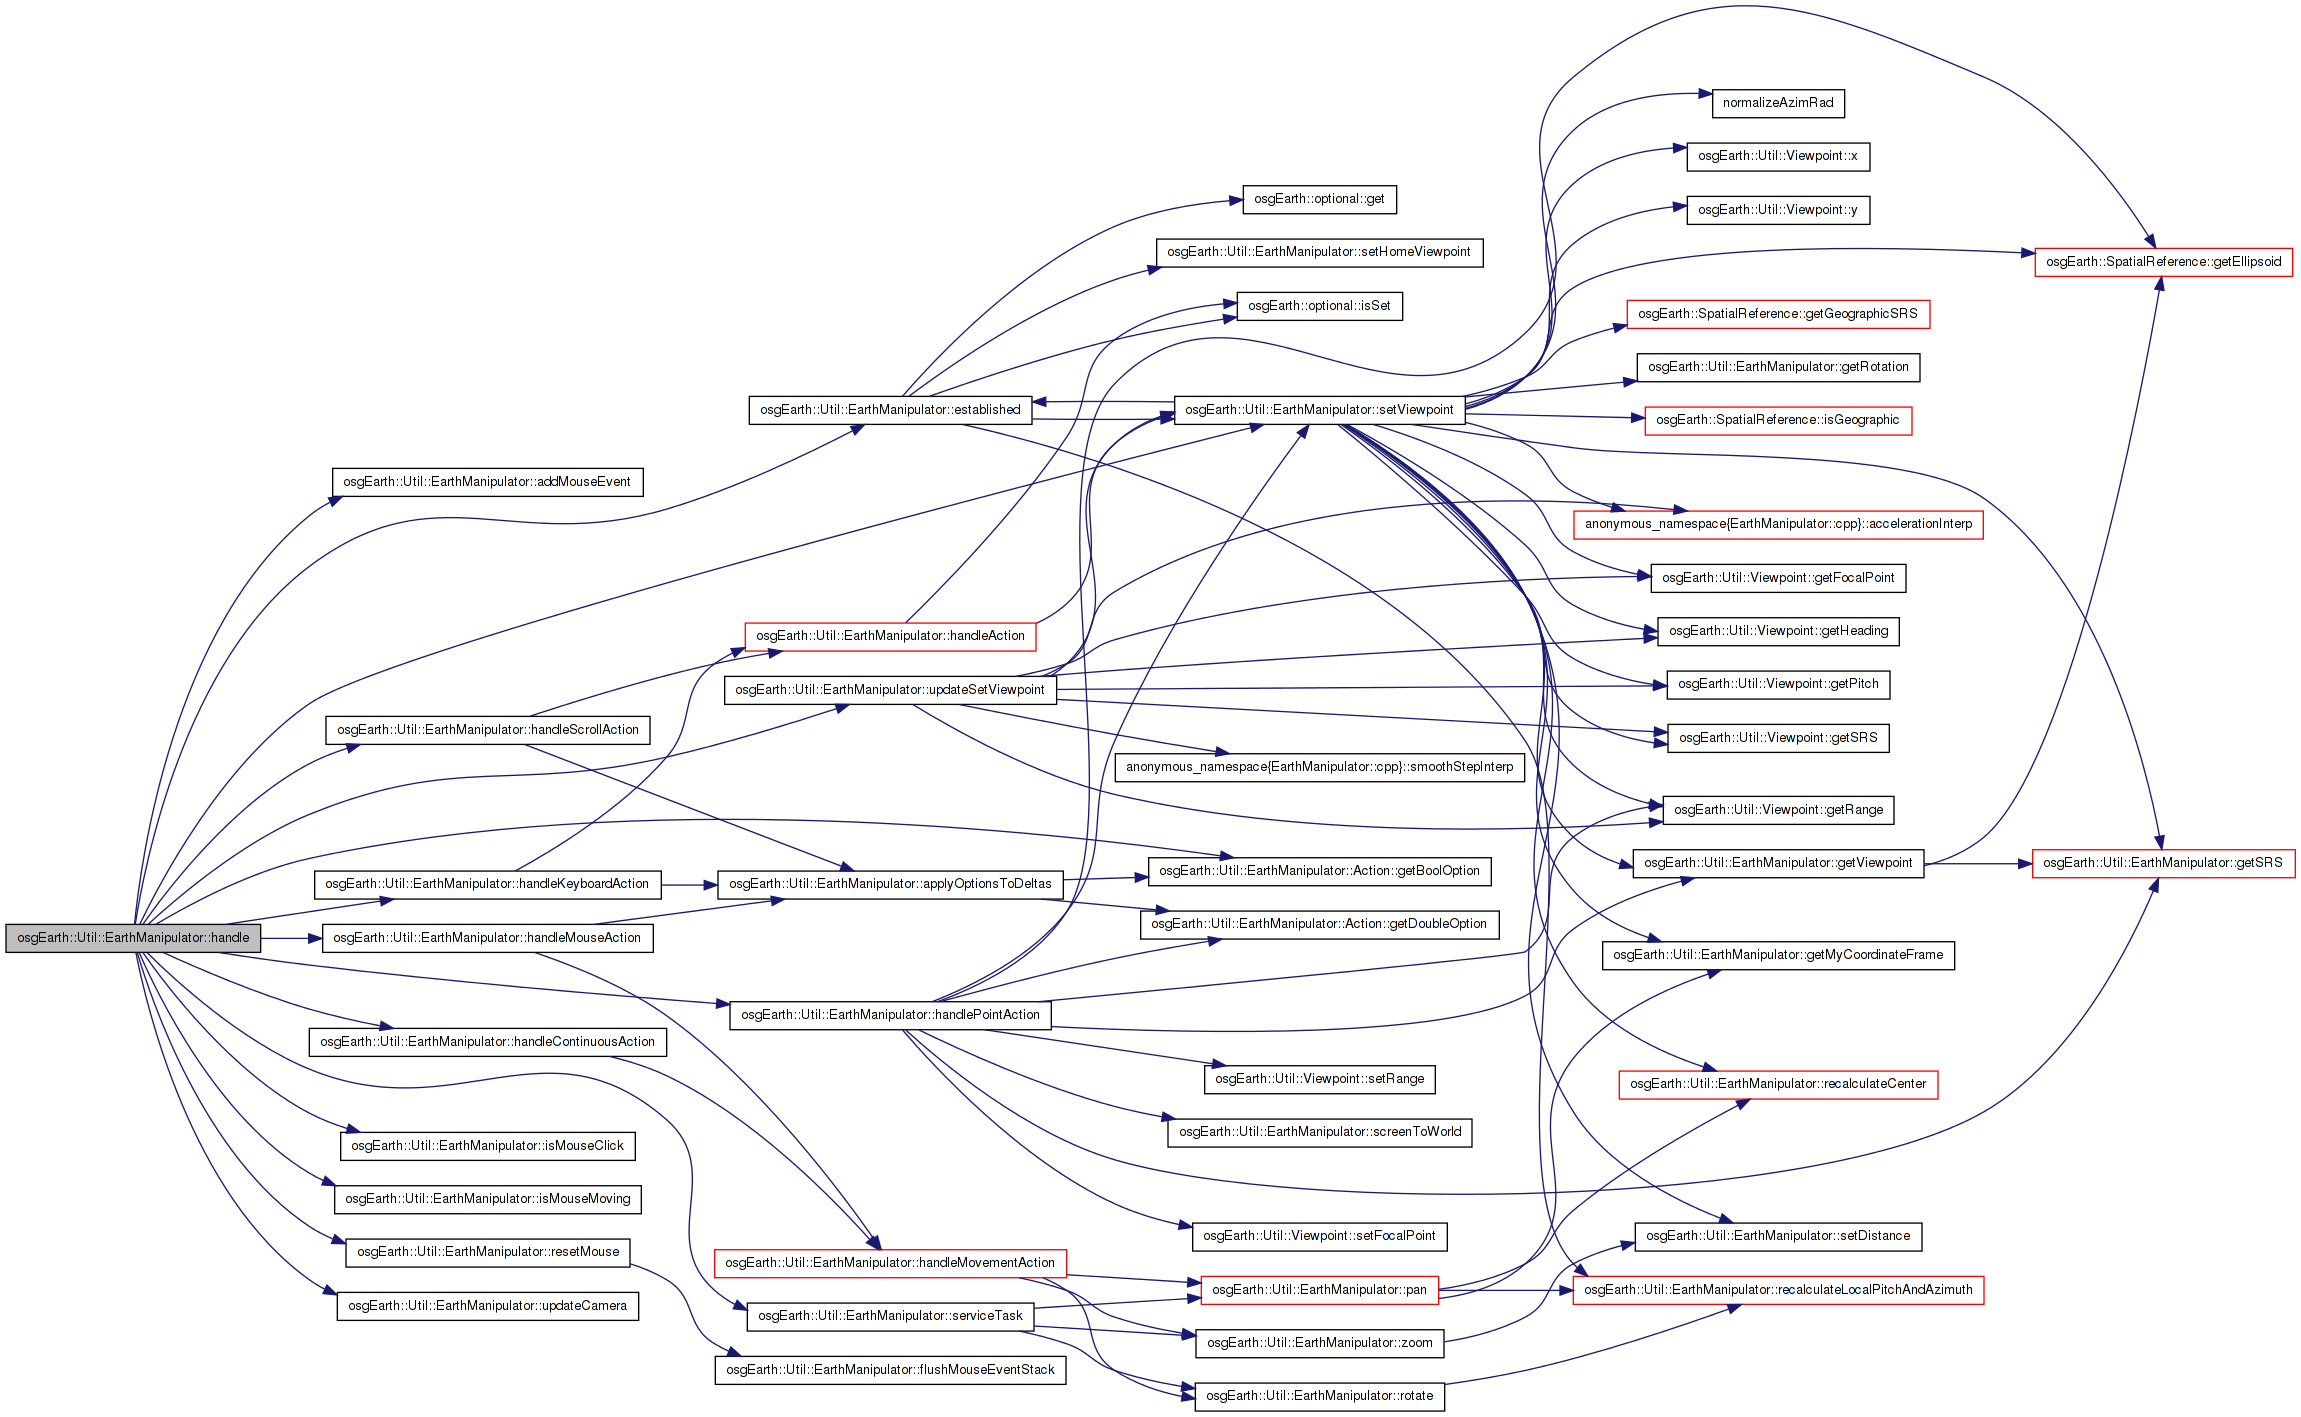 osgEarth::Util::EarthManipulator::handle
osgEarth::Util::EarthManipulator::addMouseEvent
osgEarth::Util::EarthManipulator::handleScrollAction
osgEarth::Util::EarthManipulator::handleKeyboardAction
osgEarth::Util::EarthManipulator::handleMouseAction
osgEarth::Util::EarthManipulator::handleContinuousAction
osgEarth::Util::EarthManipulator::isMouseClick
osgEarth::Util::EarthManipulator::isMouseMoving
osgEarth::Util::EarthManipulator::resetMouse
osgEarth::Util::EarthManipulator::updateCamera
osgEarth::Util::EarthManipulator::established
osgEarth::Util::EarthManipulator::handleAction
osgEarth::Util::EarthManipulator::updateSetViewpoint
osgEarth::Util::EarthManipulator::applyOptionsToDeltas
osgEarth::Util::EarthManipulator::handlePointAction
osgEarth::Util::EarthManipulator::handleMovementAction
osgEarth::Util::EarthManipulator::serviceTask
osgEarth::Util::EarthManipulator::flushMouseEventStack
osgEarth::optional::get
osgEarth::Util::EarthManipulator::setHomeViewpoint
osgEarth::optional::isSet
osgEarth::Util::EarthManipulator::setViewpoint
anonymous_namespace{EarthManipulator::cpp}::smoothStepInterp
osgEarth::Util::EarthManipulator::Action::getBoolOption
osgEarth::Util::EarthManipulator::Action::getDoubleOption
osgEarth::Util::Viewpoint::setRange
osgEarth::Util::EarthManipulator::screenToWorld
osgEarth::Util::Viewpoint::setFocalPoint
osgEarth::Util::EarthManipulator::pan
osgEarth::Util::EarthManipulator::zoom
osgEarth::Util::EarthManipulator::rotate
normalizeAzimRad
osgEarth::Util::Viewpoint::x
osgEarth::Util::Viewpoint::y
osgEarth::SpatialReference::getGeographicSRS
osgEarth::Util::EarthManipulator::getRotation
osgEarth::SpatialReference::isGeographic
anonymous_namespace{EarthManipulator::cpp}::accelerationInterp
osgEarth::Util::Viewpoint::getFocalPoint
osgEarth::Util::Viewpoint::getHeading
osgEarth::Util::Viewpoint::getPitch
osgEarth::Util::Viewpoint::getSRS
osgEarth::Util::Viewpoint::getRange
osgEarth::Util::EarthManipulator::getViewpoint
osgEarth::Util::EarthManipulator::getMyCoordinateFrame
osgEarth::Util::EarthManipulator::recalculateCenter
osgEarth::Util::EarthManipulator::setDistance
osgEarth::Util::EarthManipulator::recalculateLocalPitchAndAzimuth
osgEarth::SpatialReference::getEllipsoid
osgEarth::Util::EarthManipulator::getSRS